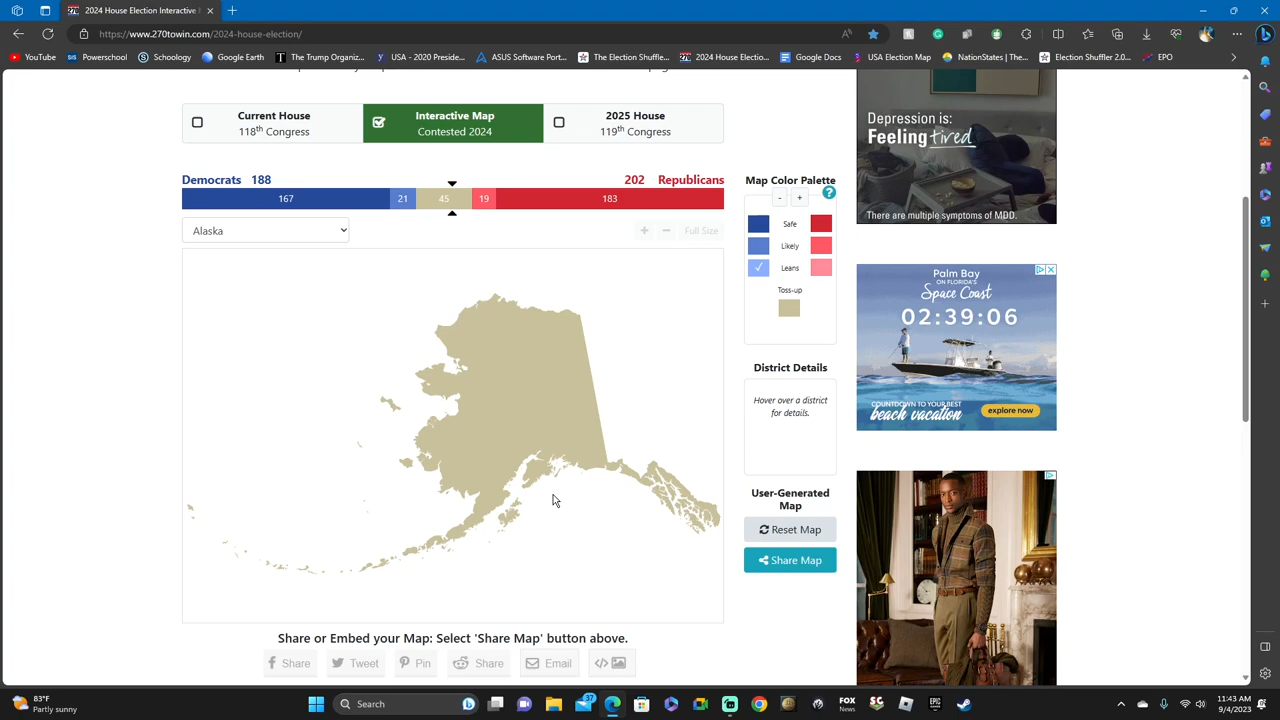 2024 House Election Interactive
https://www.270towin.com/2024-house-election/
YouTube
Powerschool
Schoology
Google Earth
The Trump Organiz...
USA - 2020 Preside...
ASUS Software Port...
The Election Shuffle...
2024 House Electio...
Google Docs
USA Election Map
NationStates | The...
Election Shuffler 2.0...
EPO
Current House
118th Congress
Interactive Map
Contested 2024
2025 House
119th Congress
Democrats 188
202 Republicans
167 21 45 19 183
Alaska
Full Size
Map Color Palette
- +
?
Safe
Likely
Leans
Toss-up
District Details
Hover over a district
for details.
User-Generated
Map
Reset Map
Share Map
Share or Embed your Map: Select 'Share Map' button above.
Share
Tweet
Pin
Share
Email
Depression is:
Feeling tired
There are multiple symptoms of MDD.
Palm Bay
ON FLORIDA'S
Space Coast
02:39:06
COUNTDOWN TO YOUR BEST
beach vacation
explore now
83°F
Partly sunny
Search
37
FOX
News
11:43 AM
9/4/2023